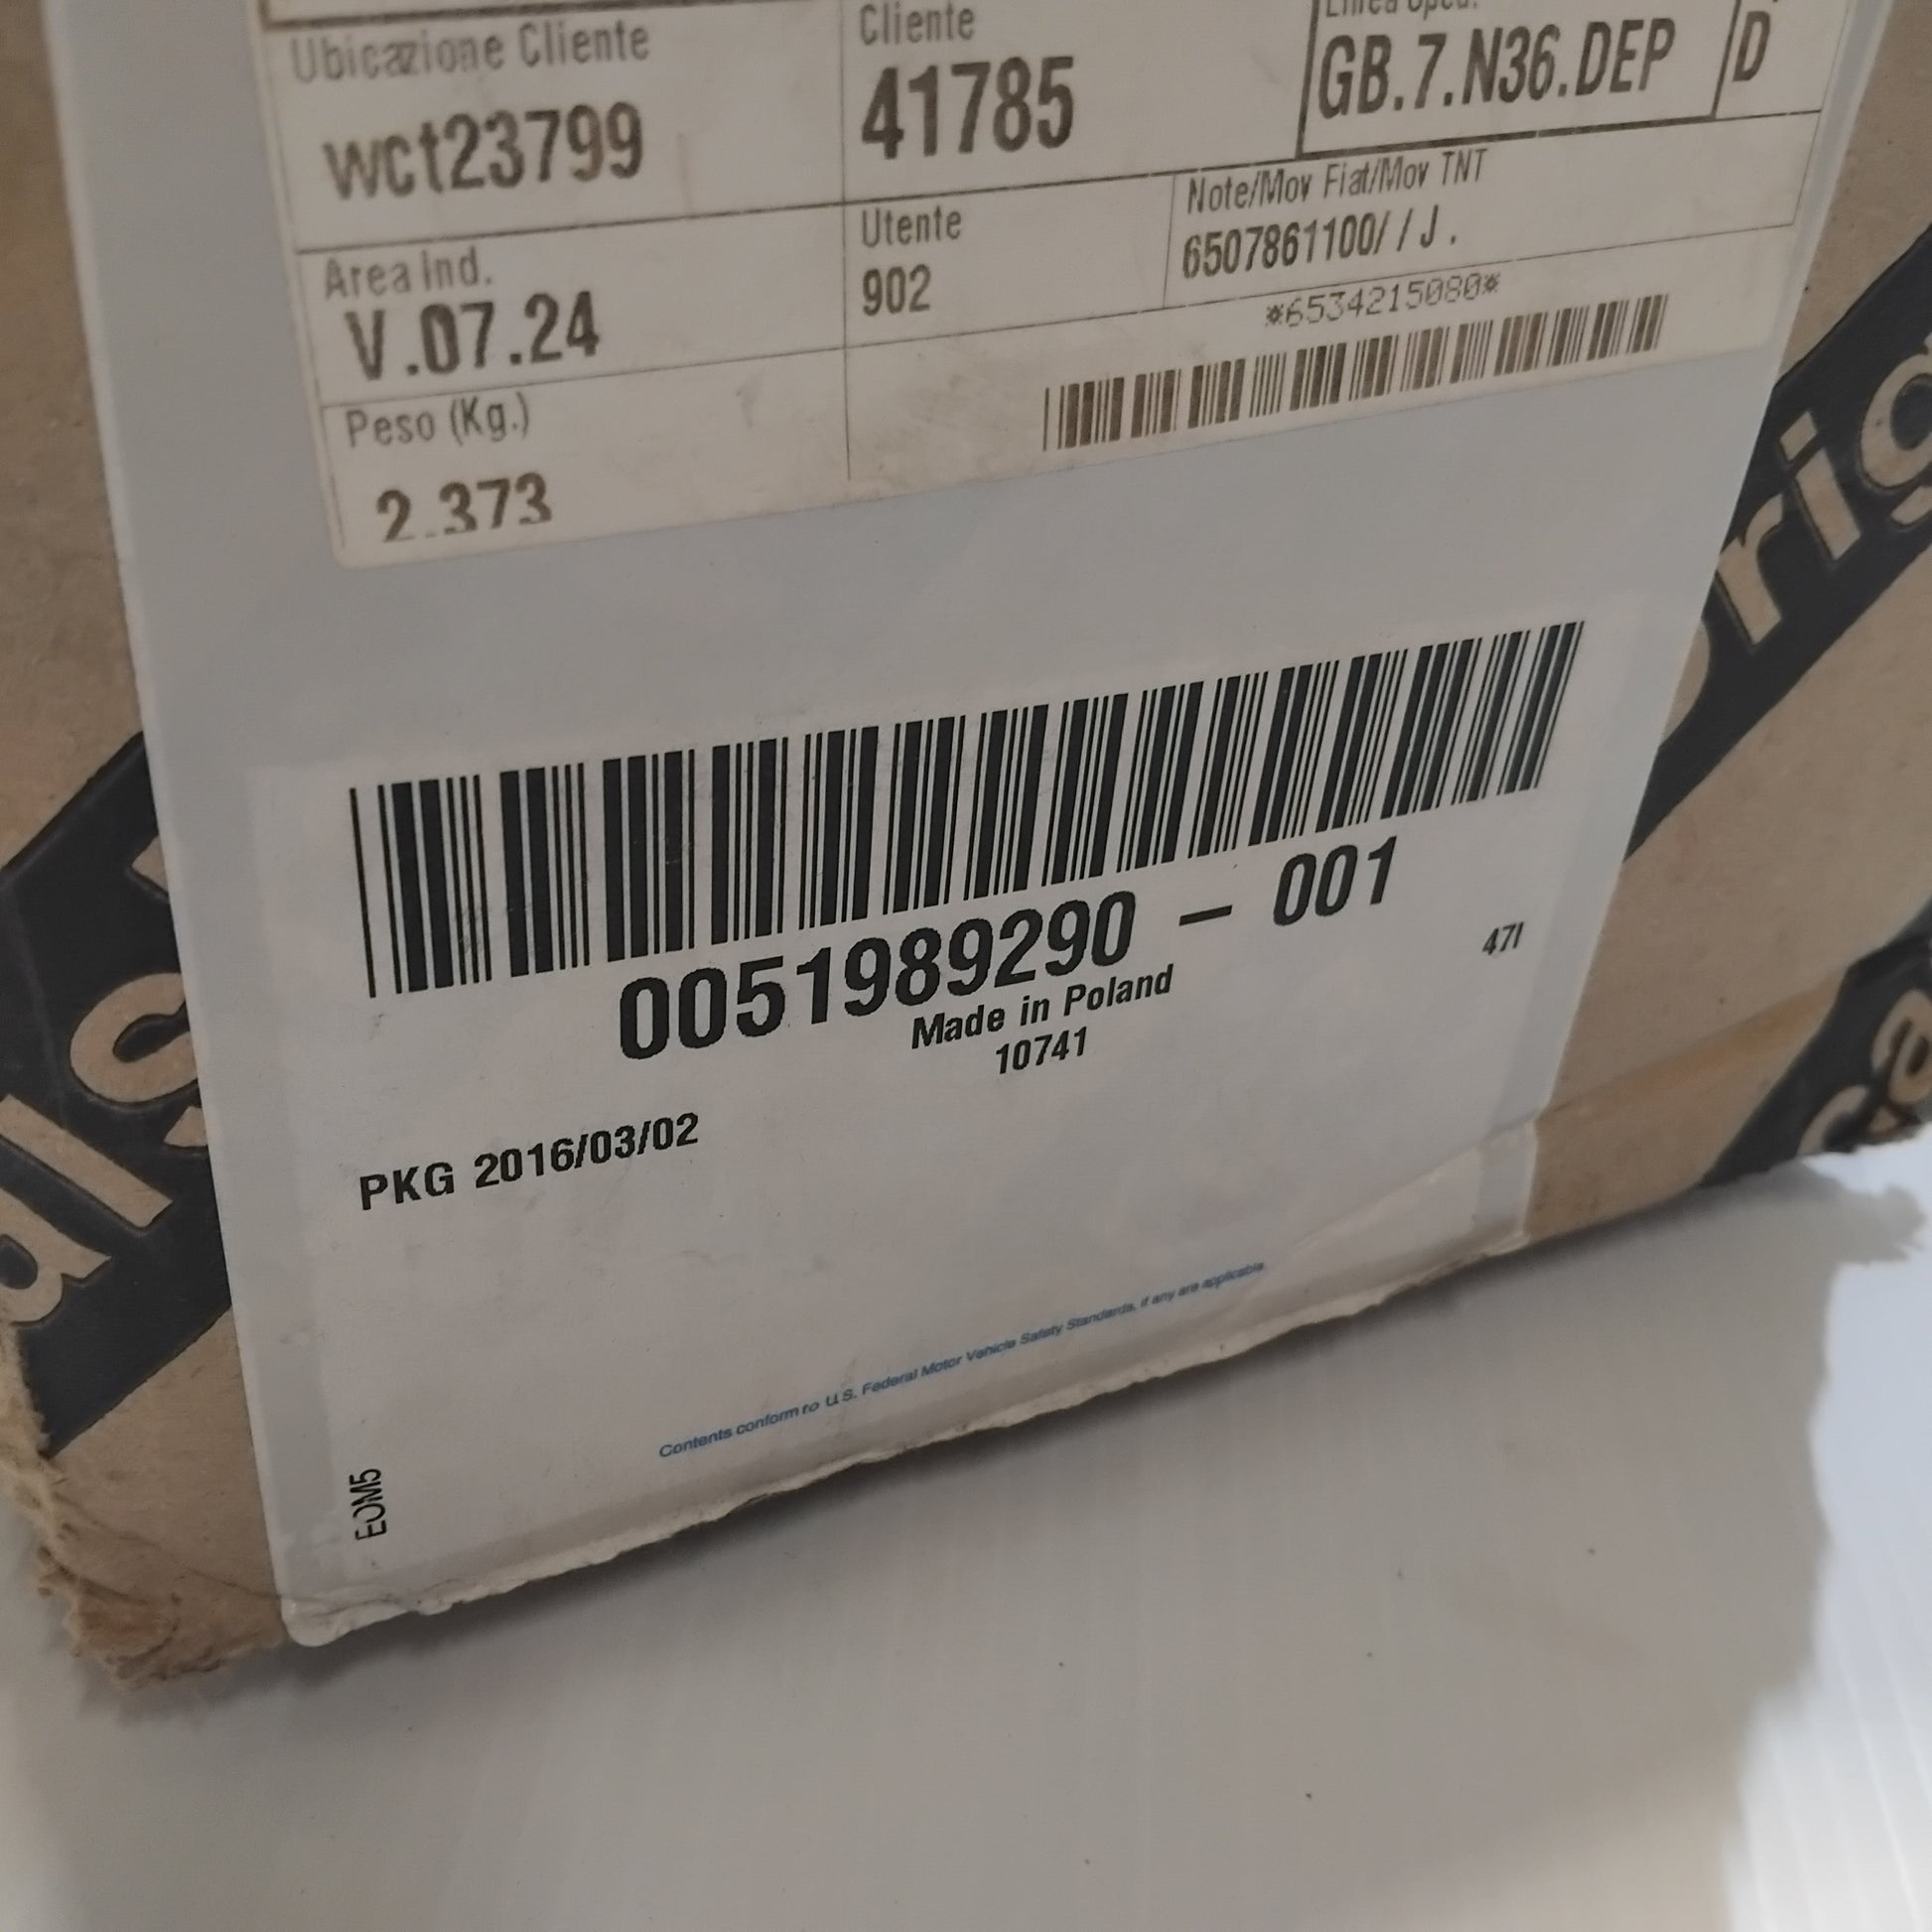 Ubicazione Cliente
wct23799
Cliente
41785
GB.7.N36.DEP
D
Area Ind.
V.07.24
Utente
902
Note/Mov Fiat/Mov TNT
6507861100/ / J .
*6534215080*
Peso (Kg.)
2.373
0051989290 - 001
Made in Poland
10741
47I
PKG 2016/03/02
Contents conform to U.S. Federal Motor Vehicle Safety Standards, if any are applicable
EOM5